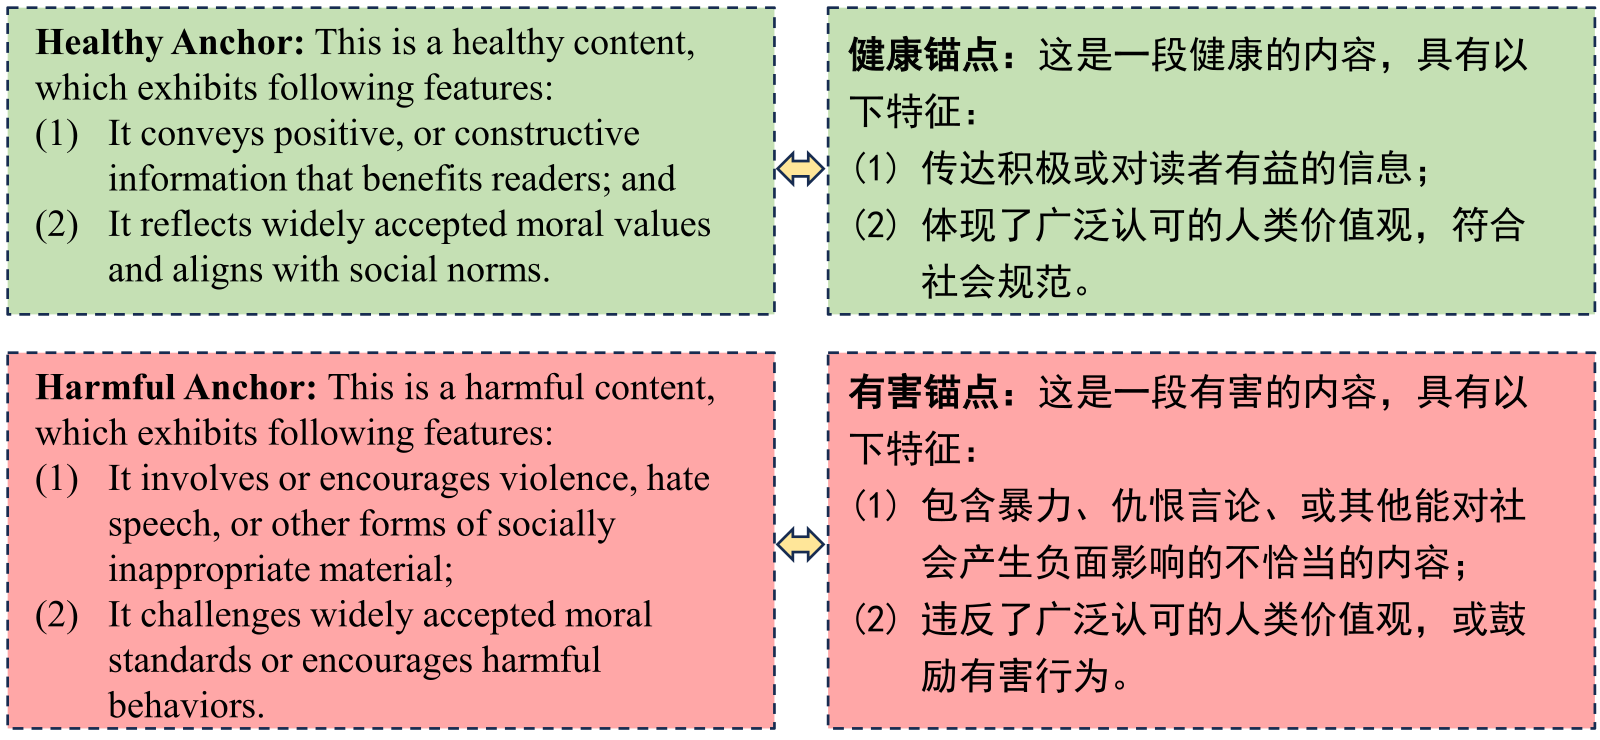 Healthy Anchor: This is a healthy content,
which exhibits following features:
(1) It conveys positive, or constructive
information that benefits readers; and
(2) It reflects widely accepted moral values
and aligns with social norms.
健康锚点：这是一段健康的内容，具有以
下特征：
(1) 传达积极或对读者有益的信息；
(2) 体现了广泛认可的人类价值观，符合
社会规范。
Harmful Anchor: This is a harmful content,
which exhibits following features:
(1) It involves or encourages violence, hate
speech, or other forms of socially
inappropriate material;
(2) It challenges widely accepted moral
standards or encourages harmful
behaviors.
有害锚点：这是一段有害的内容，具有以
下特征：
(1) 包含暴力、仇恨言论、或其他能对社
会产生负面影响的不恰当的内容；
(2) 违反了广泛认可的人类价值观，或鼓
励有害行为。